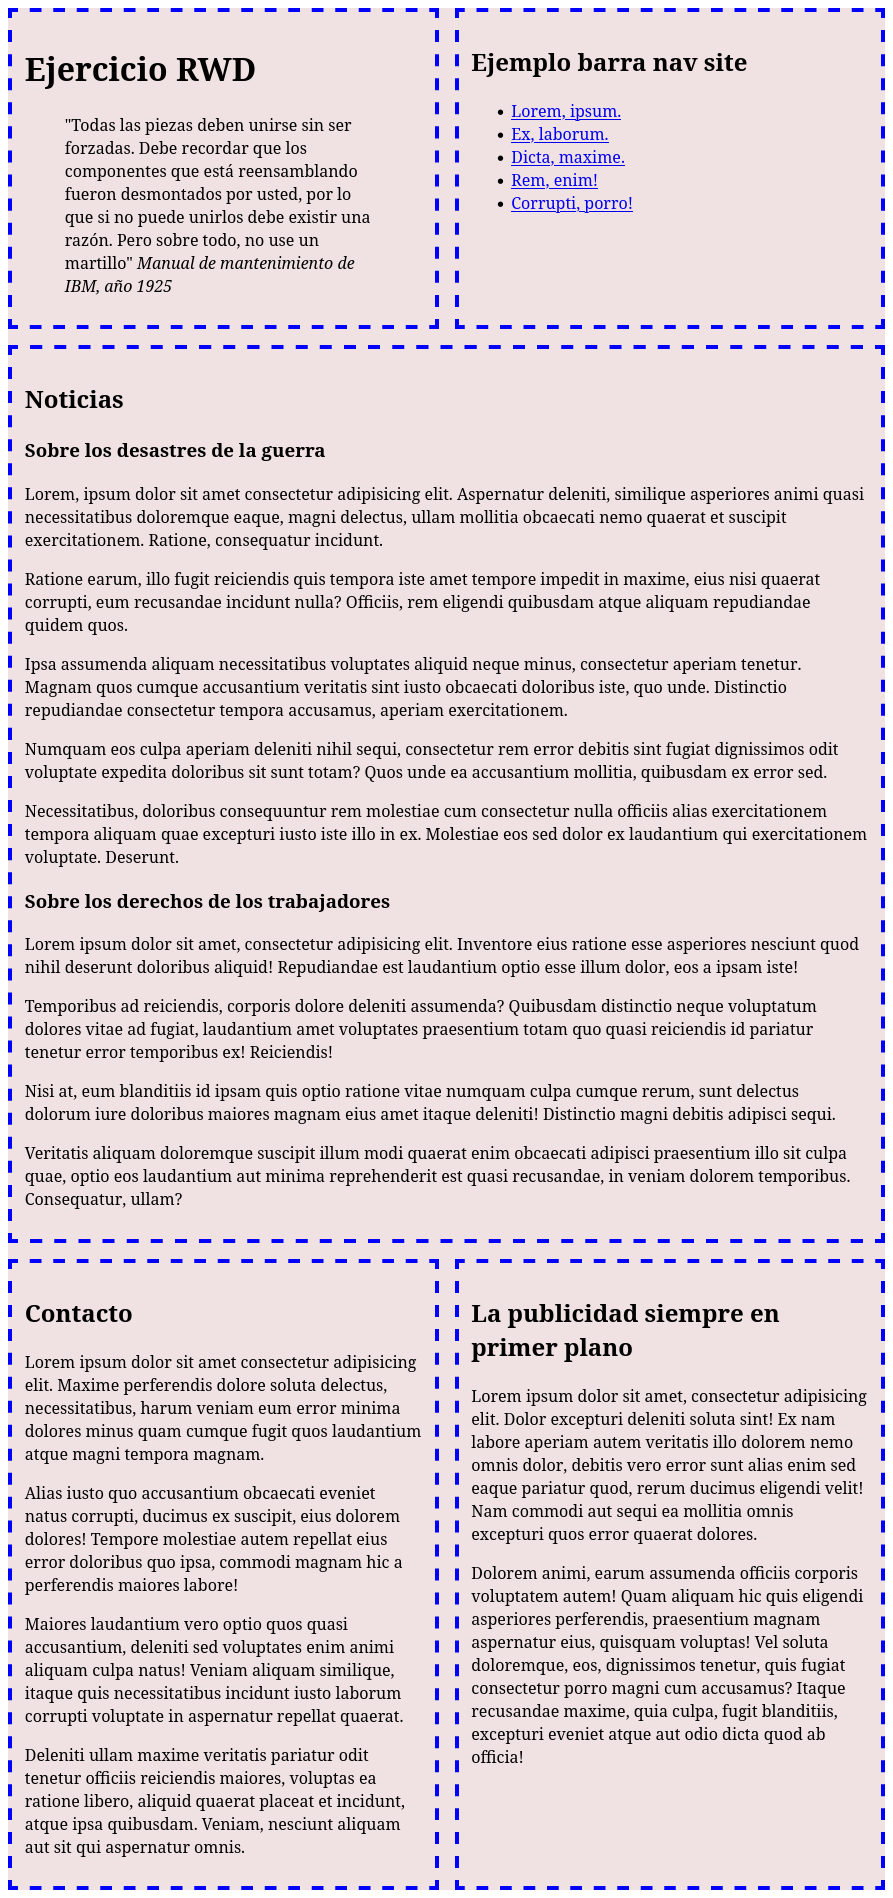 Ejercicio RWD
"Todas las piezas deben unirse sin ser
forzadas. Debe recordar que los
componentes que está reensamblando
fueron desmontados por usted, por lo
que si no puede unirlos debe existir una
razón. Pero sobre todo, no use un
martillo" Manual de mantenimiento de
IBM, año 1925
Ejemplo barra nav site
Lorem, ipsum.
Ex, laborum.
Dicta, maxime.
Rem, enim!
Corrupti, porro!
Noticias
Sobre los desastres de la guerra
Lorem, ipsum dolor sit amet consectetur adipisicing elit. Aspernatur deleniti, similique asperiores animi quasi
necessitatibus doloremque eaque, magni delectus, ullam mollitia obcaecati nemo quaerat et suscipit
exercitationem. Ratione, consequatur incidunt.
Ratione earum, illo fugit reiciendis quis tempora iste amet tempore impedit in maxime, eius nisi quaerat
corrupti, eum recusandae incidunt nulla? Officiis, rem eligendi quibusdam atque aliquam repudiandae
quidem quos.
Ipsa assumenda aliquam necessitatibus voluptates aliquid neque minus, consectetur aperiam tenetur.
Magnam quos cumque accusantium veritatis sint iusto obcaecati doloribus iste, quo unde. Distinctio
repudiandae consectetur tempora accusamus, aperiam exercitationem.
Numquam eos culpa aperiam deleniti nihil sequi, consectetur rem error debitis sint fugiat dignissimos odit
voluptate expedita doloribus sit sunt totam? Quos unde ea accusantium mollitia, quibusdam ex error sed.
Necessitatibus, doloribus consequuntur rem molestiae cum consectetur nulla officiis alias exercitationem
tempora aliquam quae excepturi iusto iste illo in ex. Molestiae eos sed dolor ex laudantium qui exercitationem
voluptate. Deserunt.
Sobre los derechos de los trabajadores
Lorem ipsum dolor sit amet, consectetur adipisicing elit. Inventore eius ratione esse asperiores nesciunt quod
nihil deserunt doloribus aliquid! Repudiandae est laudantium optio esse illum dolor, eos a ipsam iste!
Temporibus ad reiciendis, corporis dolore deleniti assumenda? Quibusdam distinctio neque voluptatum
dolores vitae ad fugiat, laudantium amet voluptates praesentium totam quo quasi reiciendis id pariatur
tenetur error temporibus ex! Reiciendis!
Nisi at, eum blanditiis id ipsam quis optio ratione vitae numquam culpa cumque rerum, sunt delectus
dolorum iure doloribus maiores magnam eius amet itaque deleniti! Distinctio magni debitis adipisci sequi.
Veritatis aliquam doloremque suscipit illum modi quaerat enim obcaecati adipisci praesentium illo sit culpa
quae, optio eos laudantium aut minima reprehenderit est quasi recusandae, in veniam dolorem temporibus.
Consequatur, ullam?
Contacto
Lorem ipsum dolor sit amet consectetur adipisicing
elit. Maxime perferendis dolore soluta delectus,
necessitatibus, harum veniam eum error minima
dolores minus quam cumque fugit quos laudantium
atque magni tempora magnam.
Alias iusto quo accusantium obcaecati eveniet
natus corrupti, ducimus ex suscipit, eius dolorem
dolores! Tempore molestiae autem repellat eius
error doloribus quo ipsa, commodi magnam hic a
perferendis maiores labore!
Maiores laudantium vero optio quos quasi
accusantium, deleniti sed voluptates enim animi
aliquam culpa natus! Veniam aliquam similique,
itaque quis necessitatibus incidunt iusto laborum
corrupti voluptate in aspernatur repellat quaerat.
Deleniti ullam maxime veritatis pariatur odit
tenetur officiis reiciendis maiores, voluptas ea
ratione libero, aliquid quaerat placeat et incidunt,
atque ipsa quibusdam. Veniam, nesciunt aliquam
aut sit qui aspernatur omnis.
La publicidad siempre en
primer plano
Lorem ipsum dolor sit amet, consectetur adipisicing
elit. Dolor excepturi deleniti soluta sint! Ex nam
labore aperiam autem veritatis illo dolorem nemo
omnis dolor, debitis vero error sunt alias enim sed
eaque pariatur quod, rerum ducimus eligendi velit!
Nam commodi aut sequi ea mollitia omnis
excepturi quos error quaerat dolores.
Dolorem animi, earum assumenda officiis corporis
voluptatem autem! Quam aliquam hic quis eligendi
asperiores perferendis, praesentium magnam
aspernatur eius, quisquam voluptas! Vel soluta
doloremque, eos, dignissimos tenetur, quis fugiat
consectetur porro magni cum accusamus? Itaque
recusandae maxime, quia culpa, fugit blanditiis,
excepturi eveniet atque aut odio dicta quod ab
officia!